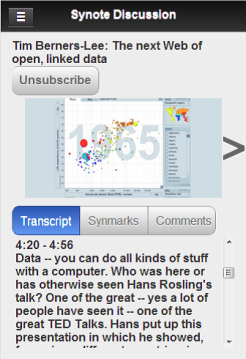 Synote Discussion
Tim Berners-Lee: The next Web of
open, linked data
Unsubscribe
1965
>
Transcript Synmarks Comments
4:20 - 4:56
Data -- you can do all kinds of stuff
with a computer. Who was here or
has otherwise seen Hans Rosling's
talk? One of the great -- yes a lot of
people have seen it -- one of the
great TED Talks. Hans put up this
presentation in which he showed,